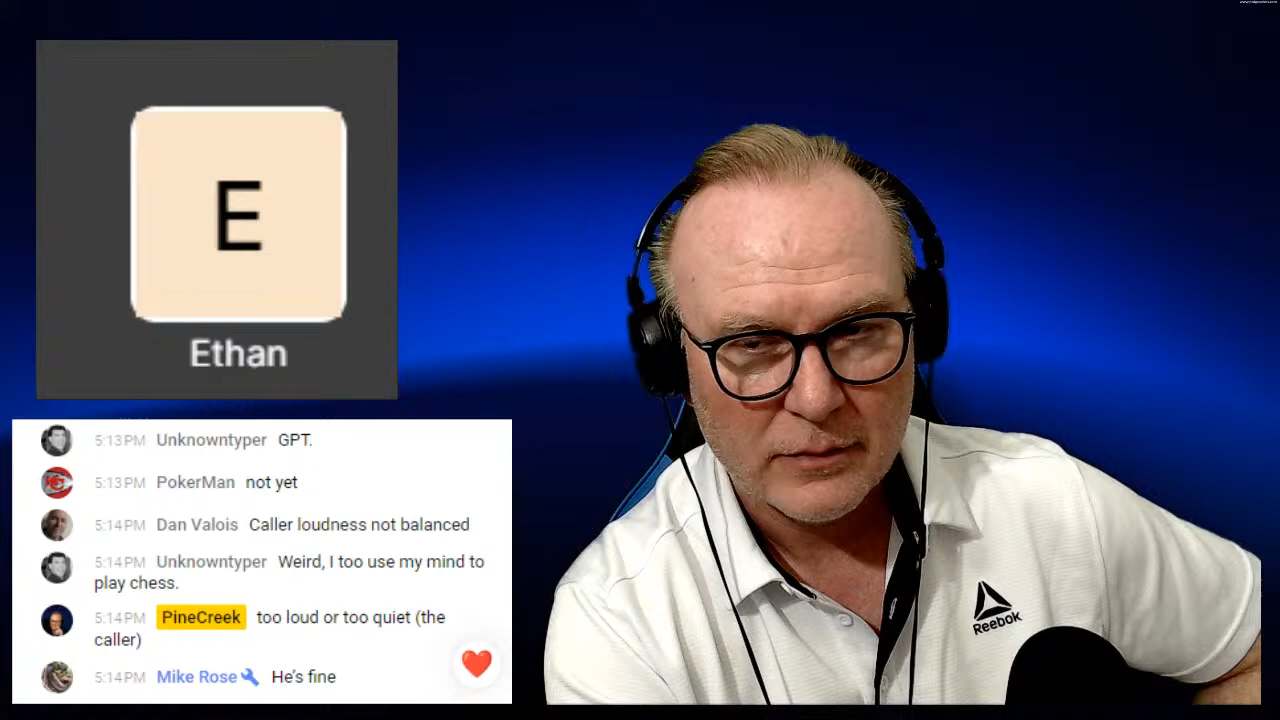 E
Ethan
5:13 PM Unknowntyper GPT.
5:13 PM PokerMan not yet
5:14 PM Dan Valois Caller loudness not balanced
5:14 PM Unknowntyper Weird, I too use my mind to
play chess.
5:14 PM PineCreek too loud or too quiet (the
caller)
5:14 PM Mike Rose He's fine
Reebok